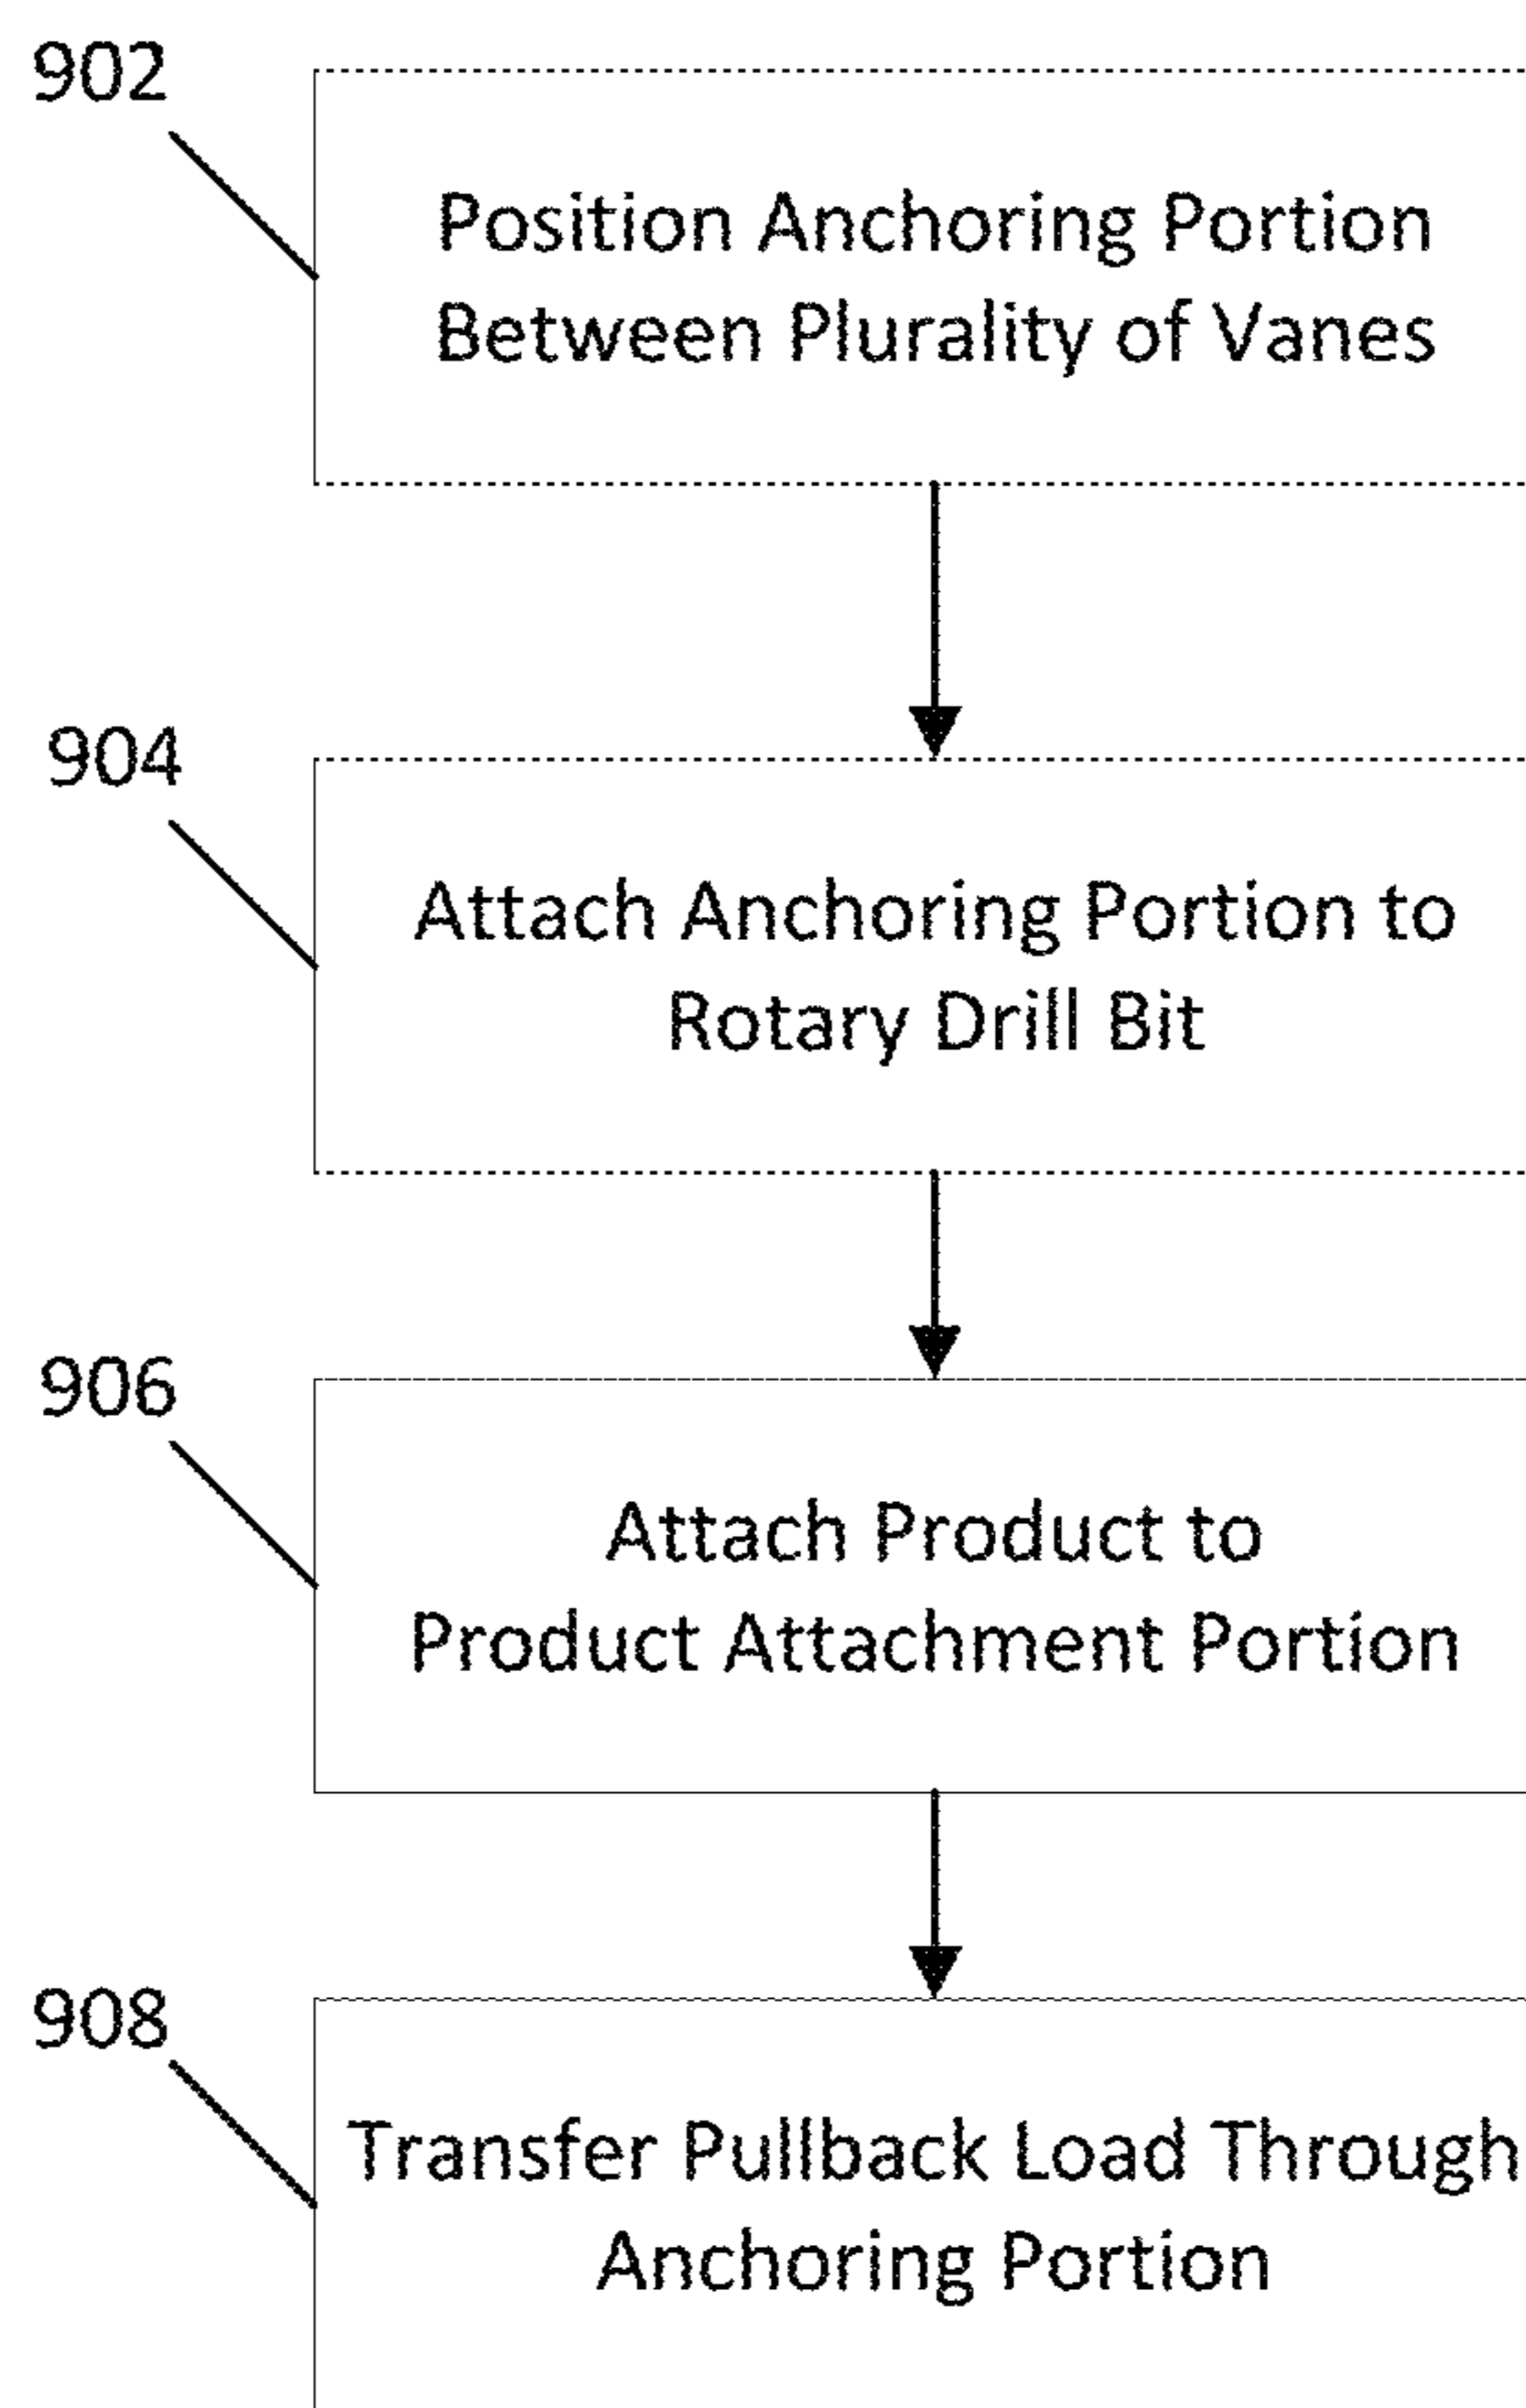 902
Position Anchoring Portion
Between Plurality of Vanes
904
Attach Anchoring Portion to
Rotary Drill Bit
906
Attach Product to
Product Attachment Portion
908
Transfer Pullback Load Through
Anchoring Portion